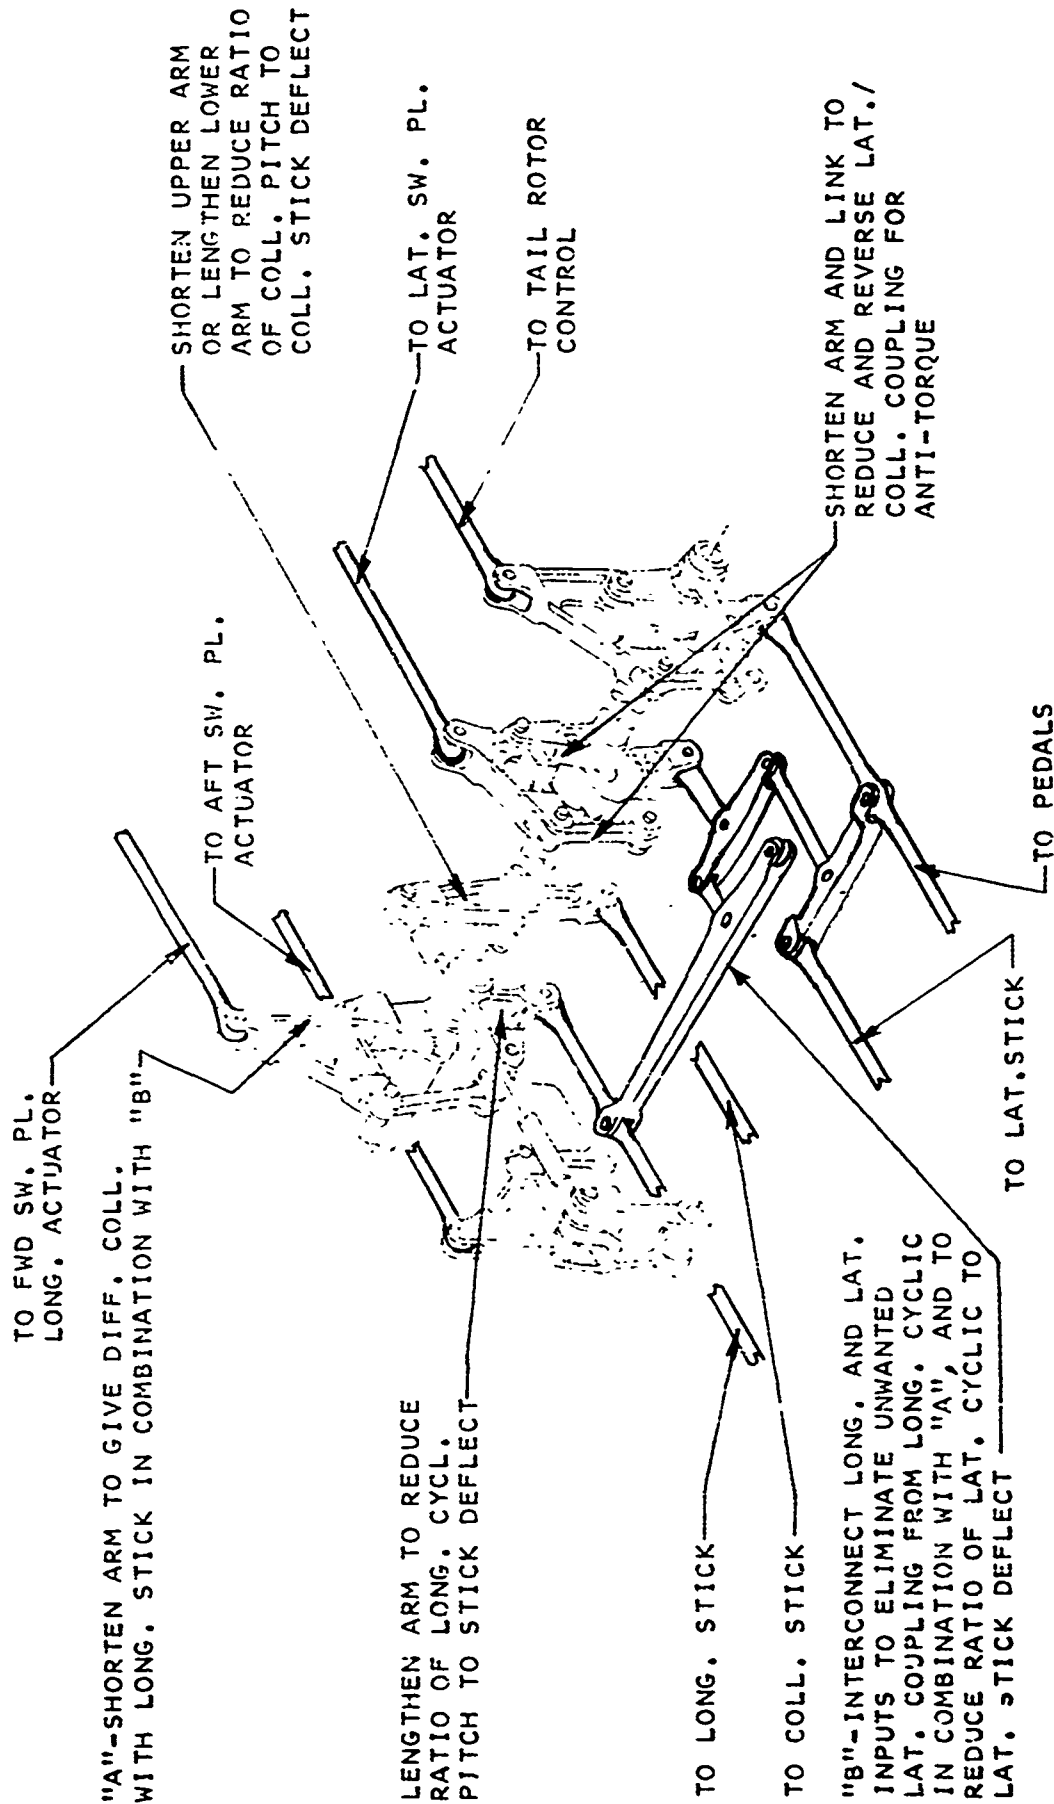 TO FWD SW. PL.
LONG. ACTUATOR
"A"-SHORTEN ARM TO GIVE DIFF. COLL.
WITH LONG. STICK IN COMBINATION WITH "B"
TO AFT SW. PL.
ACTUATOR
SHORTEN UPPER ARM
OR LENGTHEN LOWER
ARM TO REDUCE RATIO
OF COLL. PITCH TO
COLL. STICK DEFLECT
TO LAT. SW. PL.
ACTUATOR
TO TAIL ROTOR
CONTROL
LENGTHEN ARM TO REDUCE
RATIO OF LONG. CYCL.
PITCH TO STICK DEFLECT
SHORTEN ARM AND LINK TO
REDUCE AND REVERSE LAT./
COLL. COUPLING FOR
ANTI-TORQUE
TO LONG. STICK
TO COLL. STICK
"B"-INTERCONNECT LONG. AND LAT.
INPUTS TO ELIMINATE UNWANTED
LAT. COUPLING FROM LONG. CYCLIC
IN COMBINATION WITH "A", AND TO
REDUCE RATIO OF LAT. CYCLIC TO
LAT. STICK DEFLECT
TO LAT.STICK
TO PEDALS